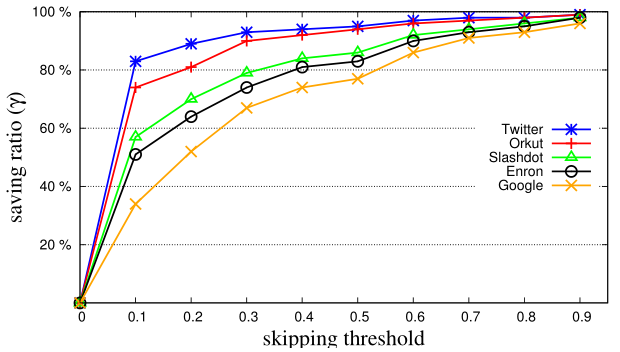 100 %
80 %
60 %
40 %
20 %
saving ratio (γ)
Twitter
Orkut
Slashdot
Enron
Google
0 0.1 0.2 0.3 0.4 0.5 0.6 0.7 0.8 0.9
skipping threshold